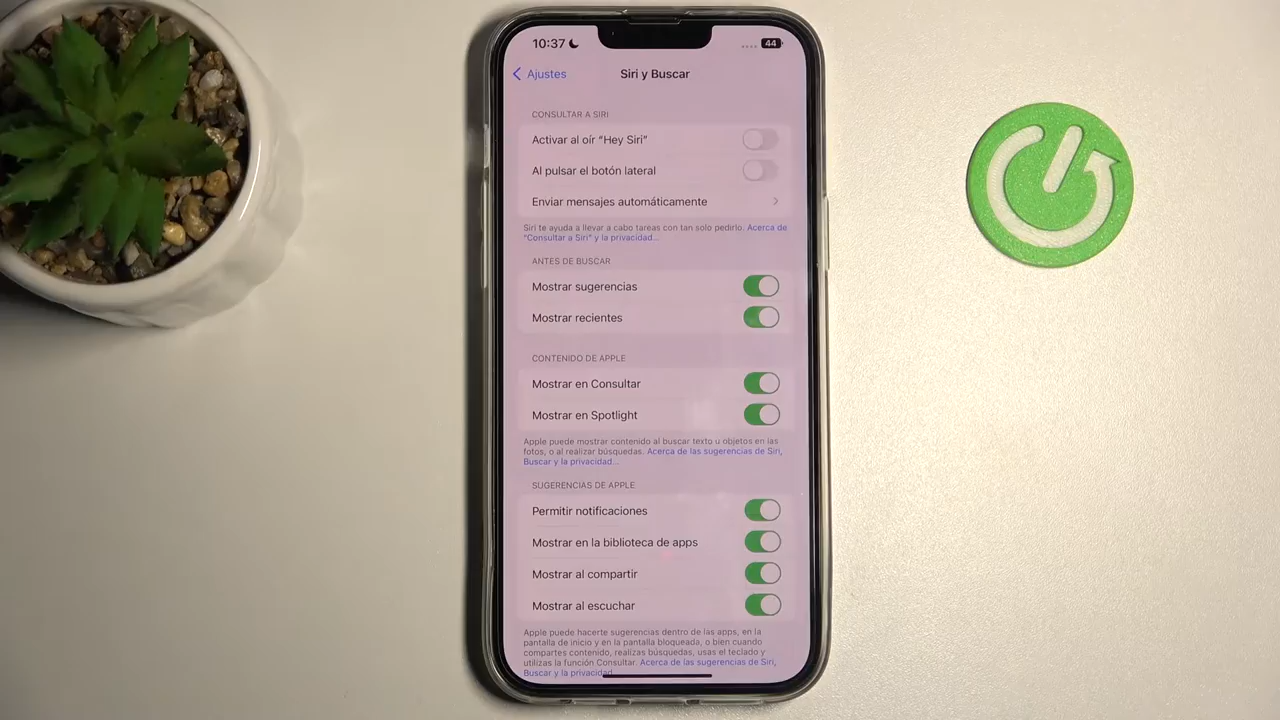 10:37
44
Ajustes
Siri y Buscar
CONSULTAR A SIRI
Activar al oír “Hey Siri”
Al pulsar el botón lateral
Enviar mensajes automáticamente
Siri te ayuda a llevar a cabo tareas con tan solo pedirlo. Acerca de
“Consultar a Siri” y la privacidad...
ANTES DE BUSCAR
Mostrar sugerencias
Mostrar recientes
CONTENIDO DE APPLE
Mostrar en Consultar
Mostrar en Spotlight
Apple puede mostrar contenido al buscar texto u objetos en las
fotos, o al realizar búsquedas. Acerca de las sugerencias de Siri,
Buscar y la privacidad...
SUGERENCIAS DE APPLE
Permitir notificaciones
Mostrar en la biblioteca de apps
Mostrar al compartir
Mostrar al escuchar
Apple puede hacerte sugerencias dentro de las apps, en la
pantalla de inicio y en la pantalla bloqueada, o bien cuando
compartes contenido, realizas búsquedas, usas el teclado y
utilizas la función Consultar. Acerca de las sugerencias de Siri,
Buscar y la privacidad...